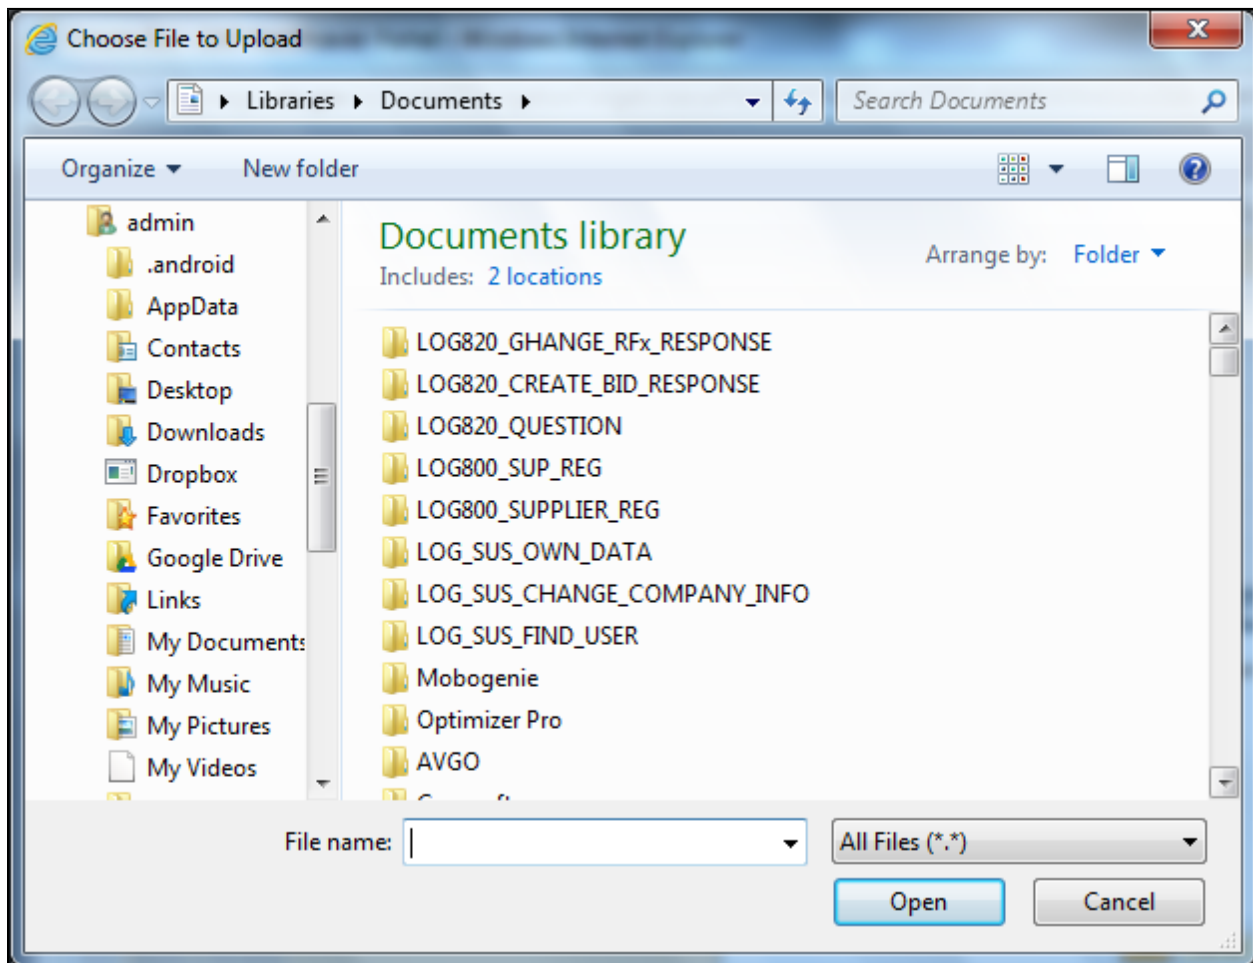 Choose File to Upload
Libraries Documents
Search Documents
Organize New folder
admin
.android
AppData
Contacts
Desktop
Downloads
Dropbox
Favorites
Google Drive
Links
My Documents
My Music
My Pictures
My Videos
Documents library
Includes: 2 locations
Arrange by: Folder
LOG820_GHANGE_RFx_RESPONSE
LOG820_CREATE_BID_RESPONSE
LOG820_QUESTION
LOG800_SUP_REG
LOG800_SUPPLIER_REG
LOG_SUS_OWN_DATA
LOG_SUS_CHANGE_COMPANY_INFO
LOG_SUS_FIND_USER
Mobogenie
Optimizer Pro
AVGO
File name:
All Files (*.*)
Open Cancel